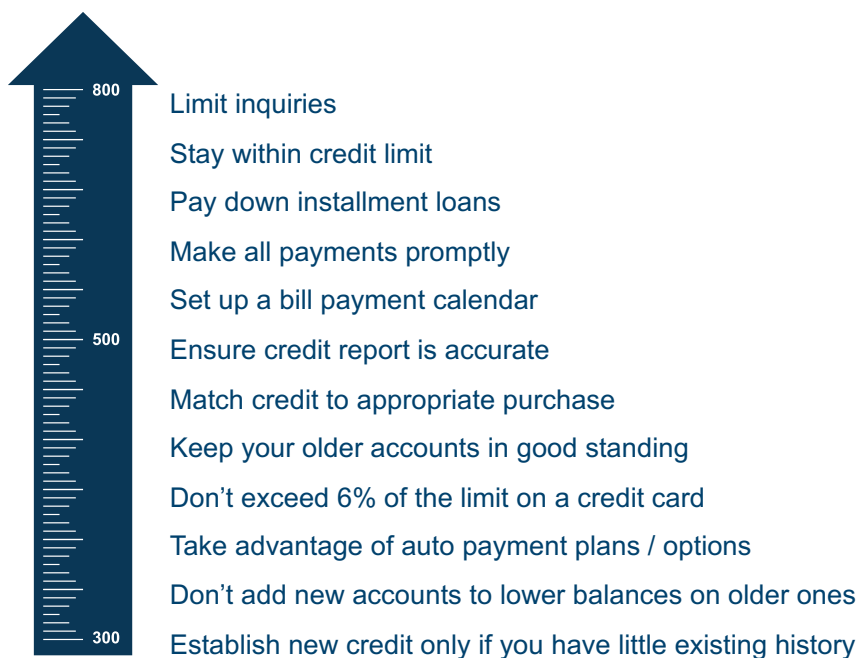 800
Limit inquiries
Stay within credit limit
Pay down installment loans
Make all payments promptly
Set up a bill payment calendar
500
Ensure credit report is accurate
Match credit to appropriate purchase
Keep your older accounts in good standing
Don’t exceed 6% of the limit on a credit card
Take advantage of auto payment plans / options
Don’t add new accounts to lower balances on older ones
300
Establish new credit only if you have little existing history